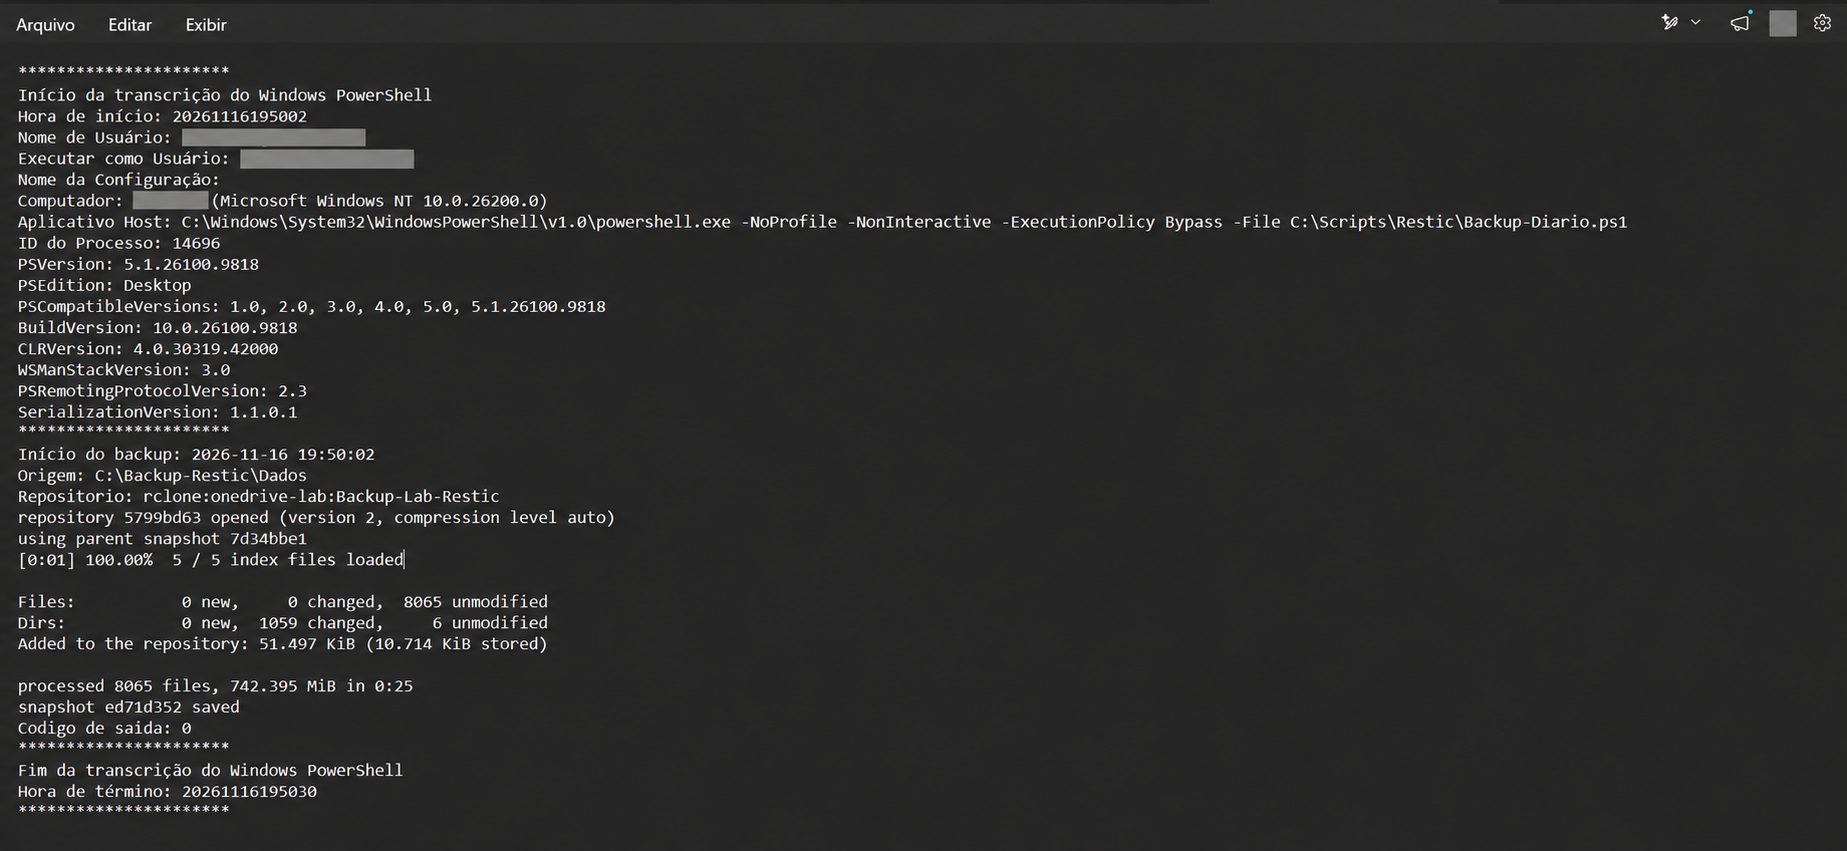 Arquivo Editar Exibir
**********************
Início da transcrição do Windows PowerShell
Hora de início: 20261116195002
Nome de Usuário:
Executar como Usuário:
Nome da Configuração:
Computador: (Microsoft Windows NT 10.0.26200.0)
Aplicativo Host: C:\Windows\System32\WindowsPowerShell\v1.0\powershell.exe -NoProfile -NonInteractive -ExecutionPolicy Bypass -File C:\Scripts\Restic\Backup-Diario.ps1
ID do Processo: 14696
PSVersion: 5.1.26100.9818
PSEdition: Desktop
PSCompatibleVersions: 1.0, 2.0, 3.0, 4.0, 5.0, 5.1.26100.9818
BuildVersion: 10.0.26100.9818
CLRVersion: 4.0.30319.42000
WSManStackVersion: 3.0
PSRemotingProtocolVersion: 2.3
SerializationVersion: 1.1.0.1
**********************
Início do backup: 2026-11-16 19:50:02
Origem: C:\Backup-Restic\Dados
Repositorio: rclone:onedrive-lab:Backup-Lab-Restic
repository 5799bd63 opened (version 2, compression level auto)
using parent snapshot 7d34bbe1
[0:01] 100.00%  5 / 5 index files loaded
Files:           0 new,     0 changed,  8065 unmodified
Dirs:            0 new,  1059 changed,     6 unmodified
Added to the repository: 51.497 KiB (10.714 KiB stored)
processed 8065 files, 742.395 MiB in 0:25
snapshot ed71d352 saved
Codigo de saida: 0
**********************
Fim da transcrição do Windows PowerShell
Hora de término: 20261116195030
**********************